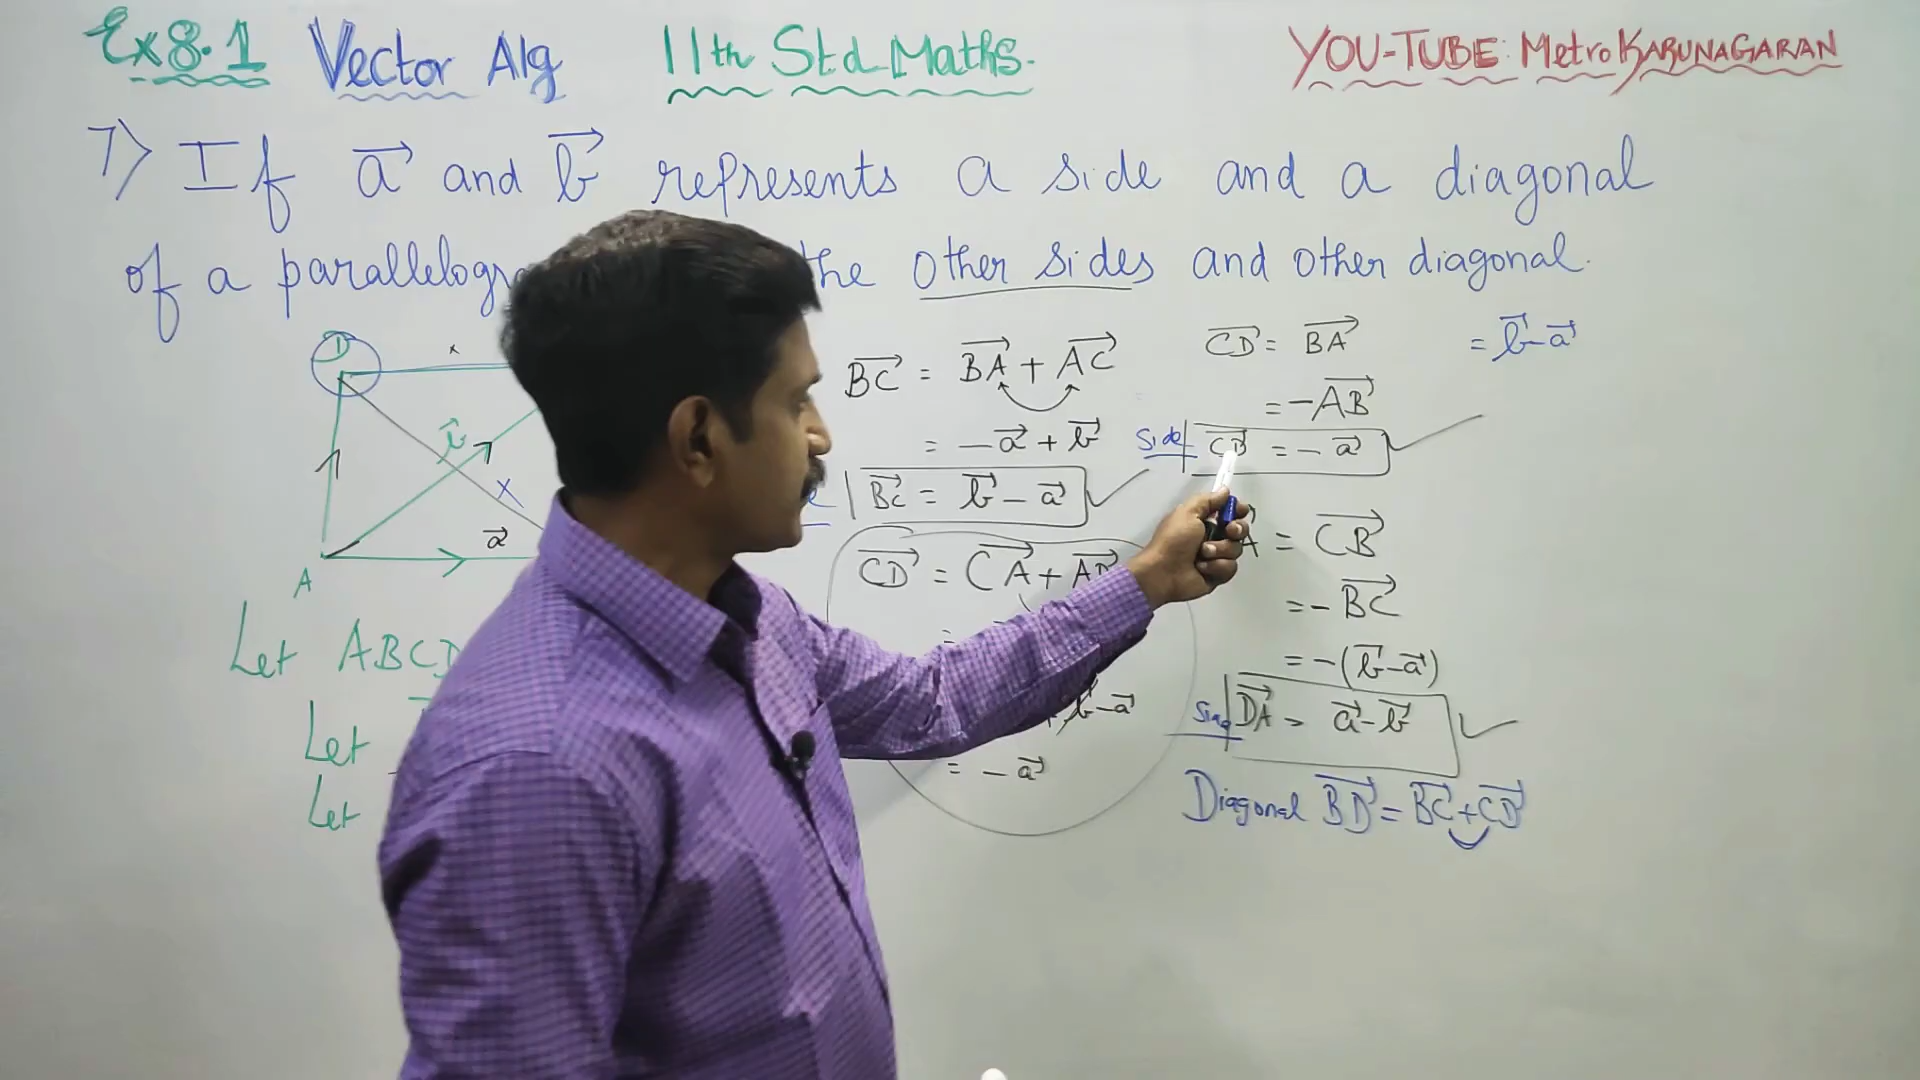 Ex 8.1 Vector Alg 11th Std Maths. YOU-TUBE: Metro KARUNAGARAN
7) If a⃗ and b⃗ represents a side and a diagonal
of a the other sides and other diagonal.
D
x
b⃗
x
a⃗
A
Let ABCD
Let
Let
BC⃗ = BA⃗ + AC⃗
= -a⃗ + b⃗
BC⃗ = b⃗ - a⃗
CD⃗ = CA⃗ + AD⃗
b⃗ - a⃗
= -a⃗
CD⃗ = BA⃗
= -AB⃗
Side CD⃗ = -a⃗
= CB⃗
= -BC⃗
= -(b⃗ - a⃗)
DA⃗ = a⃗ - b⃗
Diagonal BD⃗ = BC⃗ + CD⃗
= b⃗ - a⃗